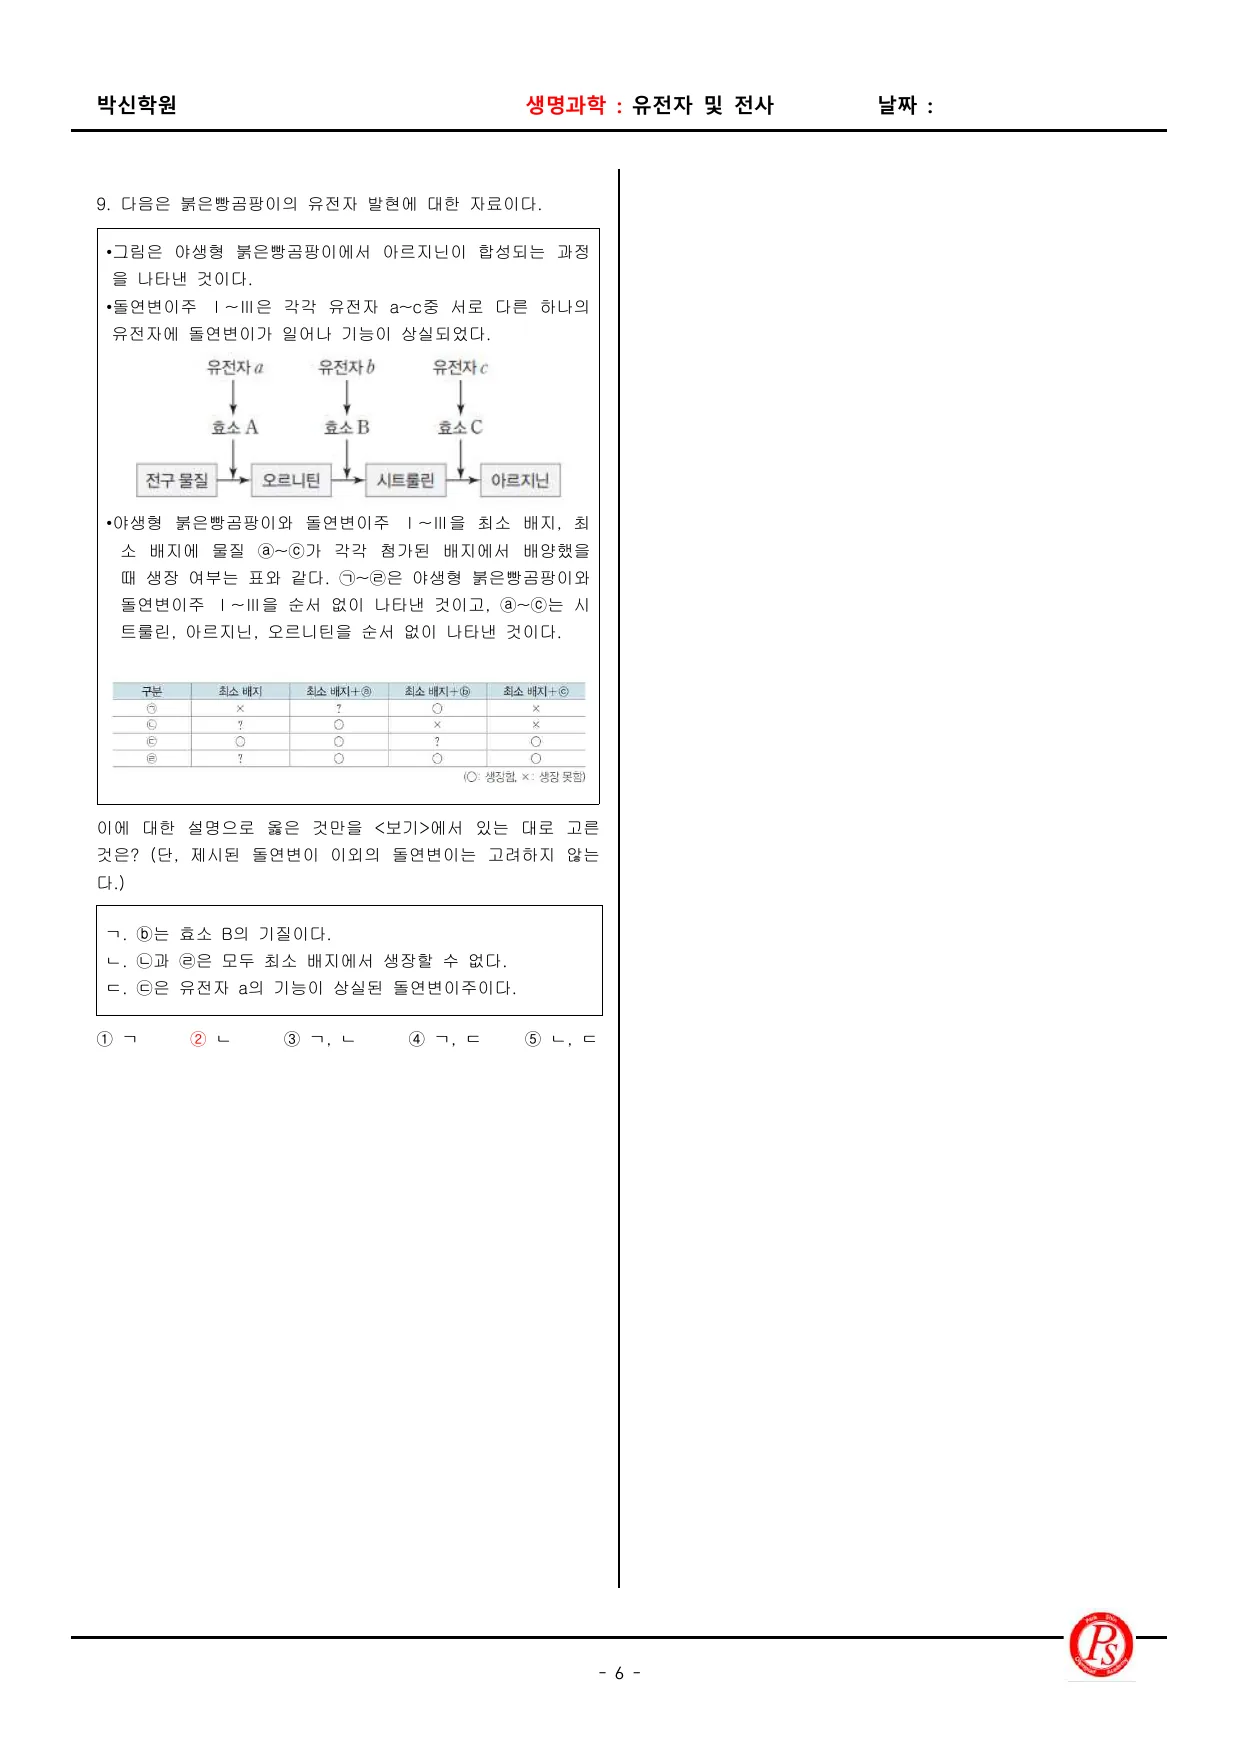 박신학원 생명과학 : 유전자 및 전사 날짜 :
9. 다음은 붉은빵곰팡이의 유전자 발현에 대한 자료이다.
•그림은 야생형 붉은빵곰팡이에서 아르지닌이 합성되는 과정
을 나타낸 것이다.
•돌연변이주 Ⅰ~Ⅲ은 각각 유전자 a~c중 서로 다른 하나의
유전자에 돌연변이가 일어나 기능이 상실되었다.
유전자 a 유전자 b 유전자 c
효소 A 효소 B 효소 C
전구 물질 오르니틴 시트룰린 아르지닌
•야생형 붉은빵곰팡이와 돌연변이주 Ⅰ~Ⅲ을 최소 배지, 최
소 배지에 물질 ⓐ~ⓒ가 각각 첨가된 배지에서 배양했을
때 생장 여부는 표와 같다. ㉠~㉣은 야생형 붉은빵곰팡이와
돌연변이주 Ⅰ~Ⅲ을 순서 없이 나타낸 것이고, ⓐ~ⓒ는 시
트룰린, 아르지닌, 오르니틴을 순서 없이 나타낸 것이다.
구분 최소 배지 최소 배지+ⓐ 최소 배지+ⓑ 최소 배지+ⓒ
㉠ × ? ○ ×
㉡ ? ○ × ×
㉢ ○ ○ ? ○
㉣ ? ○ ○ ○
(○: 생장함, ×: 생장 못함)
이에 대한 설명으로 옳은 것만을 <보기>에서 있는 대로 고른
것은? (단, 제시된 돌연변이 이외의 돌연변이는 고려하지 않는
다.)
ㄱ. ⓑ는 효소 B의 기질이다.
ㄴ. ㉡과 ㉣은 모두 최소 배지에서 생장할 수 없다.
ㄷ. ㉢은 유전자 a의 기능이 상실된 돌연변이주이다.
① ㄱ ② ㄴ ③ ㄱ, ㄴ ④ ㄱ, ㄷ ⑤ ㄴ, ㄷ
Park Shin
PS
Academy
- 6 -